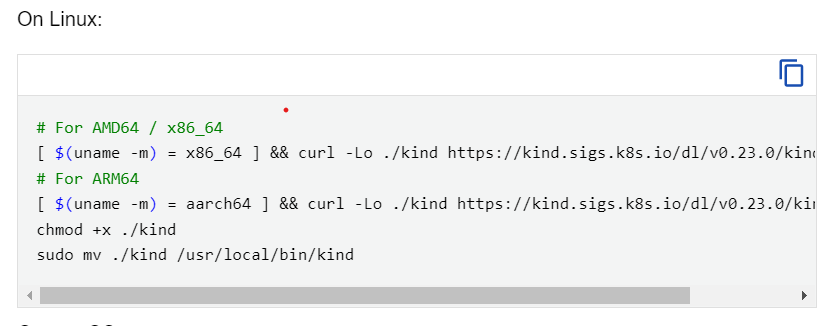 On Linux:
# For AMD64 / x86_64
[ $(uname -m) = x86_64 ] && curl -Lo ./kind https://kind.sigs.k8s.io/dl/v0.23.0/kin
# For ARM64
[ $(uname -m) = aarch64 ] && curl -Lo ./kind https://kind.sigs.k8s.io/dl/v0.23.0/ki
chmod +x ./kind
sudo mv ./kind /usr/local/bin/kind